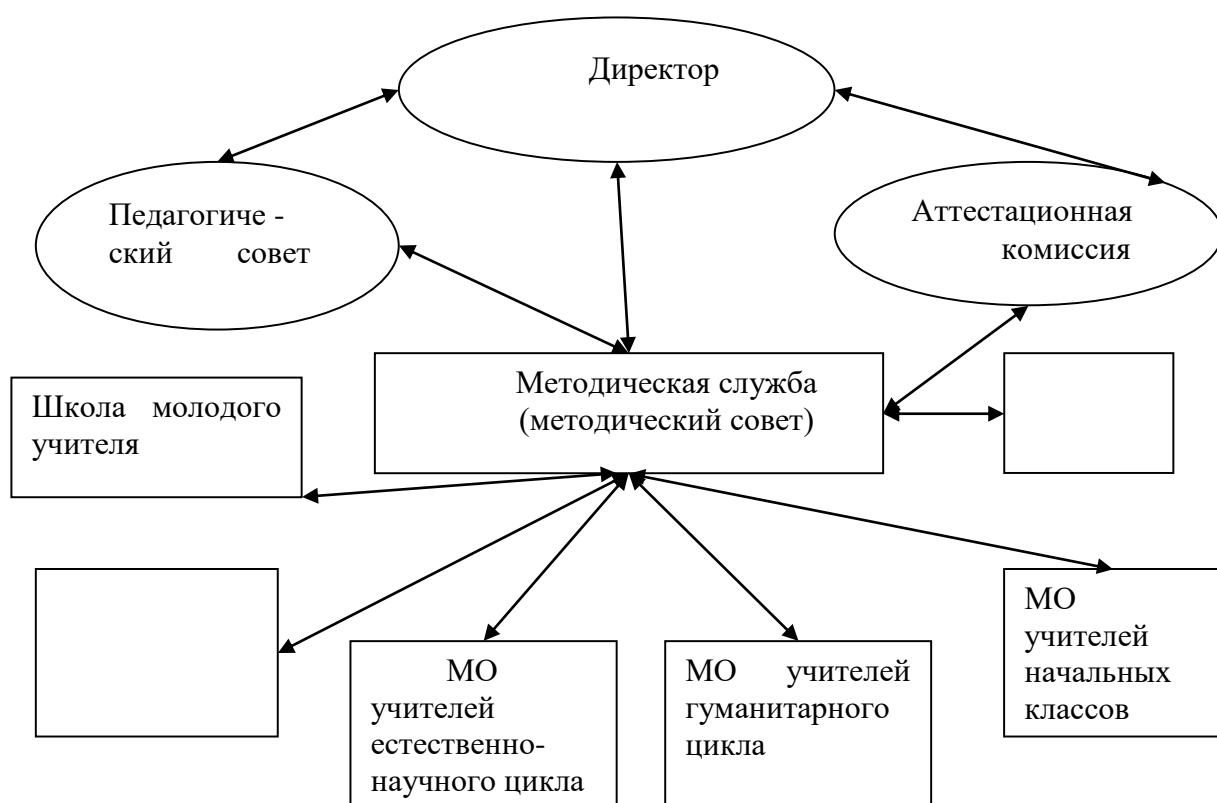 Директор
Педагогиче -
ский совет
Аттестационная
комиссия
Методическая служба
(методический совет)
Школа молодого
учителя
МО
учителей
естественно-
научного цикла
МО учителей
гуманитарного
цикла
МО
учителей
начальных
классов